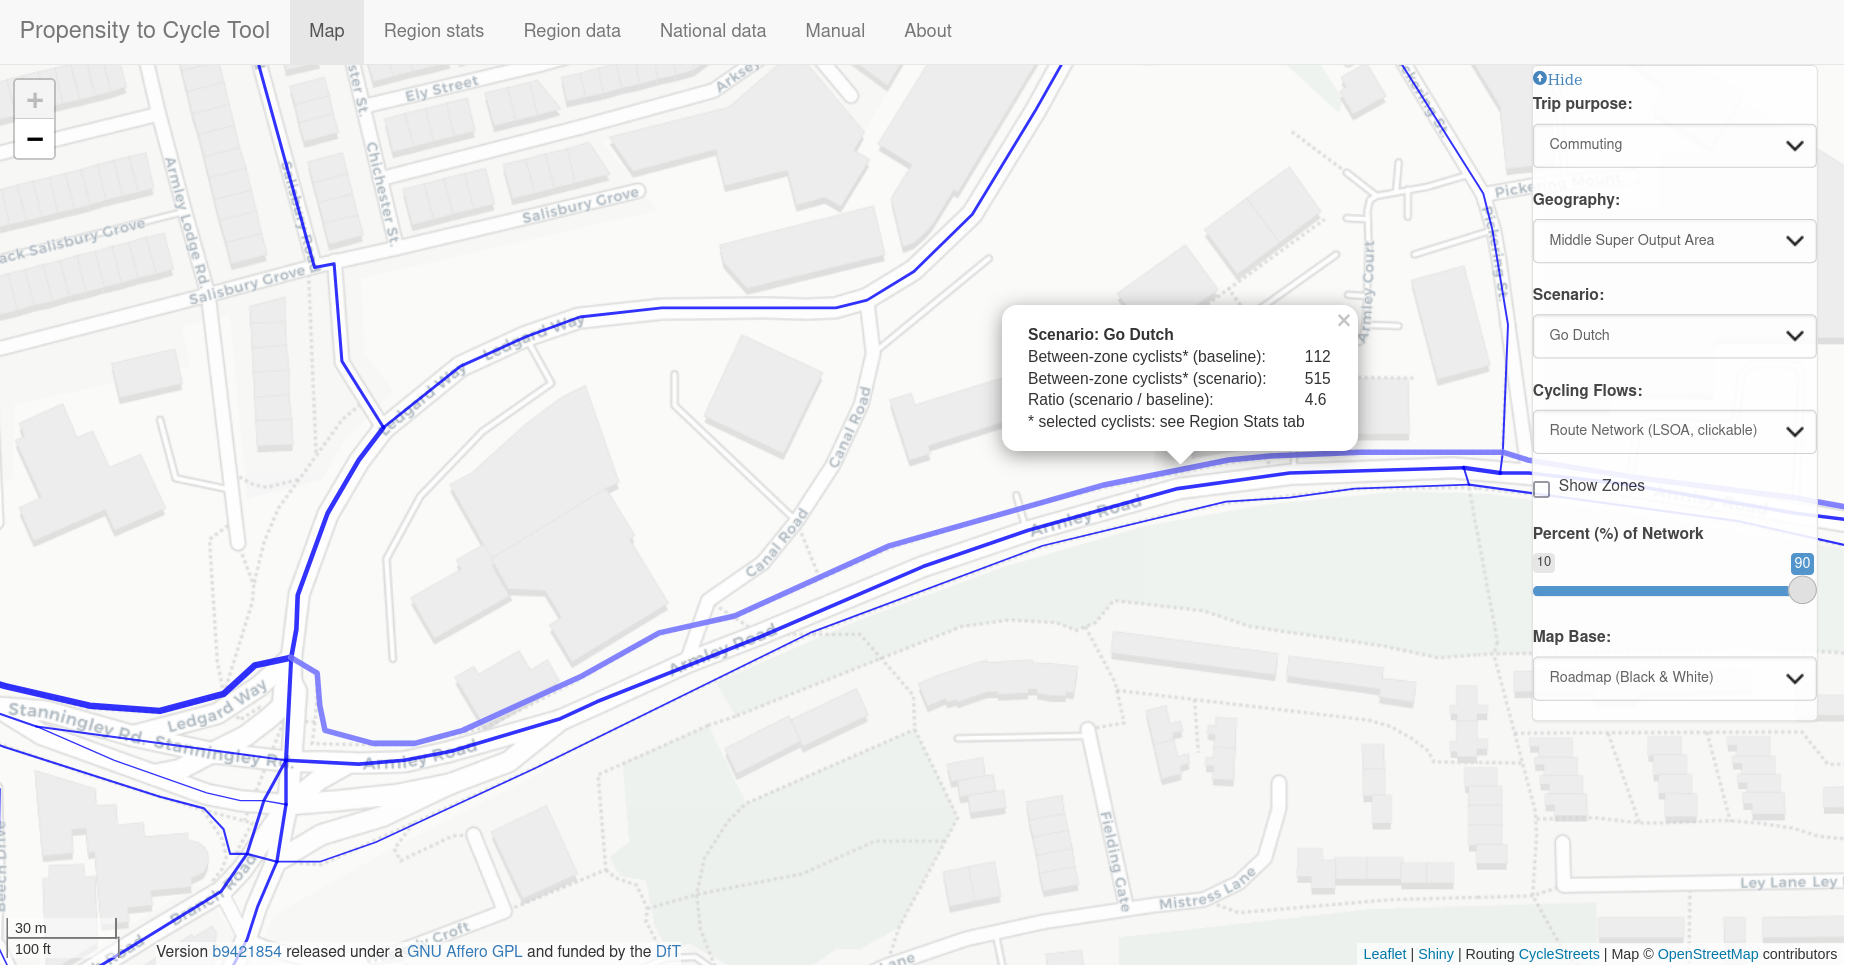 Propensity to Cycle Tool Map Region stats Region data National data Manual About
+
−
Ely Street
Chichester St.
Armley Lodge Rd
Salisbury Grove
Salisbury Grove
ack Salisbury Grove
Ledgard Way
Ledgard Way
Canal Road
Canal Road
Armley Court
Armley Road
Armley Road
Armley Road
Stanningley Rd.
Ledgard Way
Fielding Gate
Mistress Lane
Ley Lane
Croft
Scenario: Go Dutch
Between-zone cyclists* (baseline): 112
Between-zone cyclists* (scenario): 515
Ratio (scenario / baseline): 4.6
* selected cyclists: see Region Stats tab
×
Hide
Trip purpose:
Commuting
Geography:
Middle Super Output Area
Scenario:
Go Dutch
Cycling Flows:
Route Network (LSOA, clickable)
Show Zones
Percent (%) of Network
10 90
Map Base:
Roadmap (Black & White)
30 m
100 ft
Version b9421854 released under a GNU Affero GPL and funded by the DfT
Leaflet | Shiny | Routing CycleStreets | Map © OpenStreetMap contributors